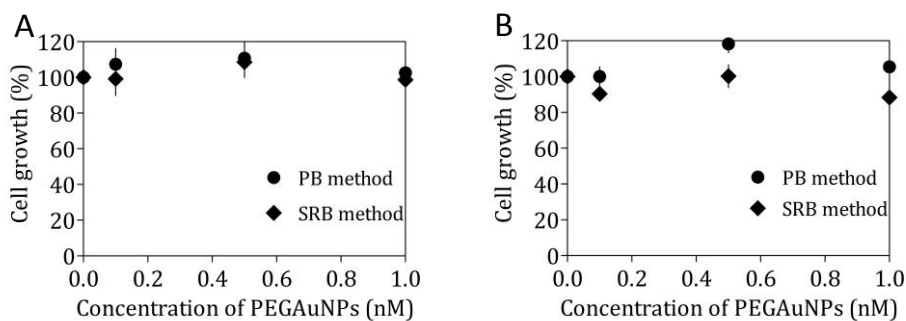 A
Cell growth (%)
120
100
80
60
40
20
0
PB method
SRB method
0.0 0.2 0.4 0.6 0.8 1.0
Concentration of PEGAuNPs (nM)
B
Cell growth (%)
120
100
80
60
40
20
0
PB method
SRB method
0.0 0.2 0.4 0.6 0.8 1.0
Concentration of PEGAuNPs (nM)